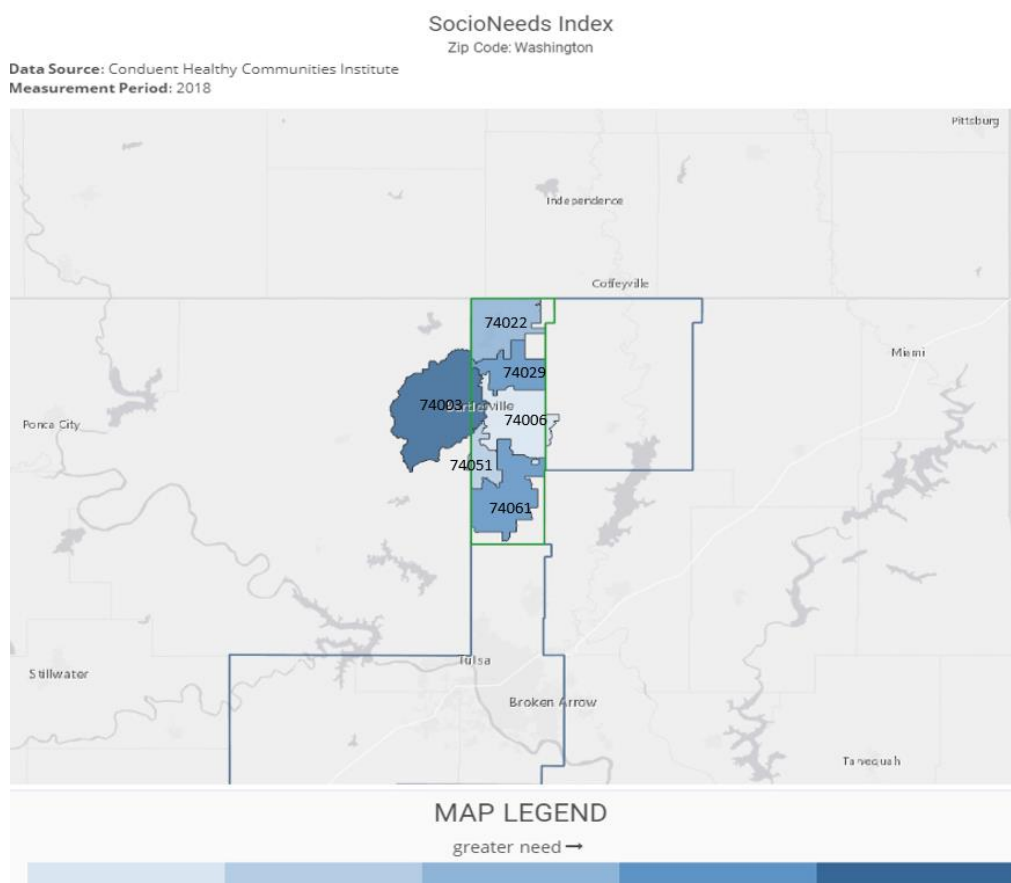 SocioNeeds Index
Zip Code: Washington
Data Source: Conduent Healthy Communities Institute
Measurement Period: 2018
Pittsburg
Independence
Coffeyville
74022
Miami
74029
74003
74006
Ponca City
74051
74061
Tulsa
Stillwater
Broken Arrow
MAP LEGEND
greater need →